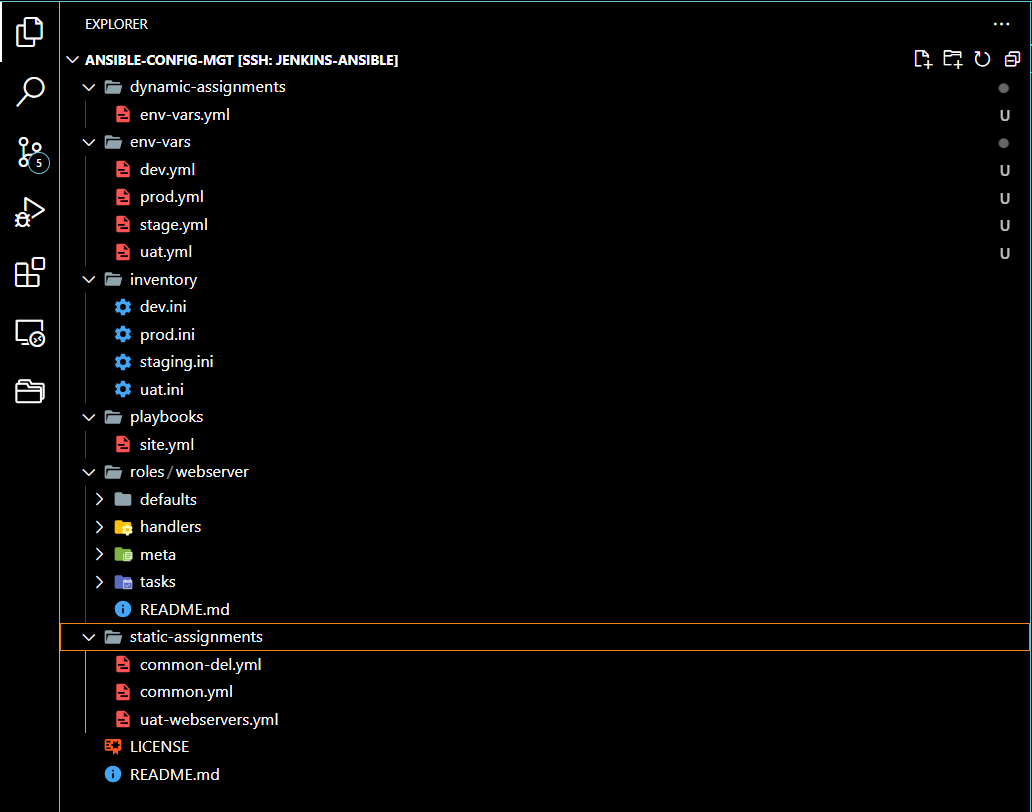 EXPLORER
ANSIBLE-CONFIG-MGT [SSH: JENKINS-ANSIBLE]
dynamic-assignments
env-vars.yml U
env-vars
5
dev.yml U
prod.yml U
stage.yml U
uat.yml U
inventory
dev.ini
prod.ini
staging.ini
uat.ini
playbooks
site.yml
roles/webserver
defaults
handlers
meta
tasks
README.md
static-assignments
common-del.yml
common.yml
uat-webservers.yml
LICENSE
README.md